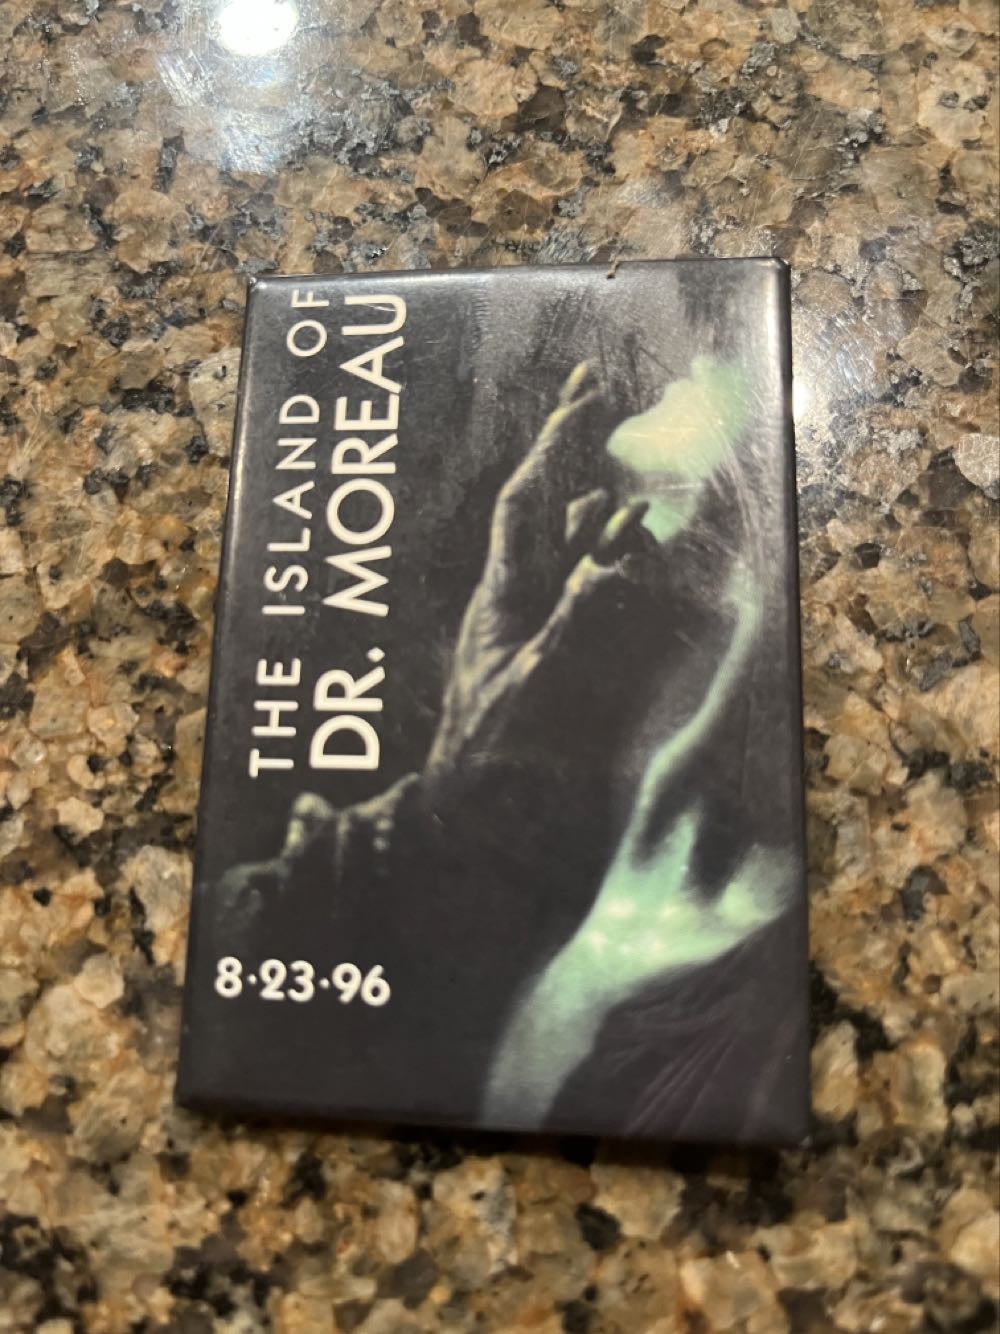 THE ISLAND OF
DR. MOREAU
8·23·96